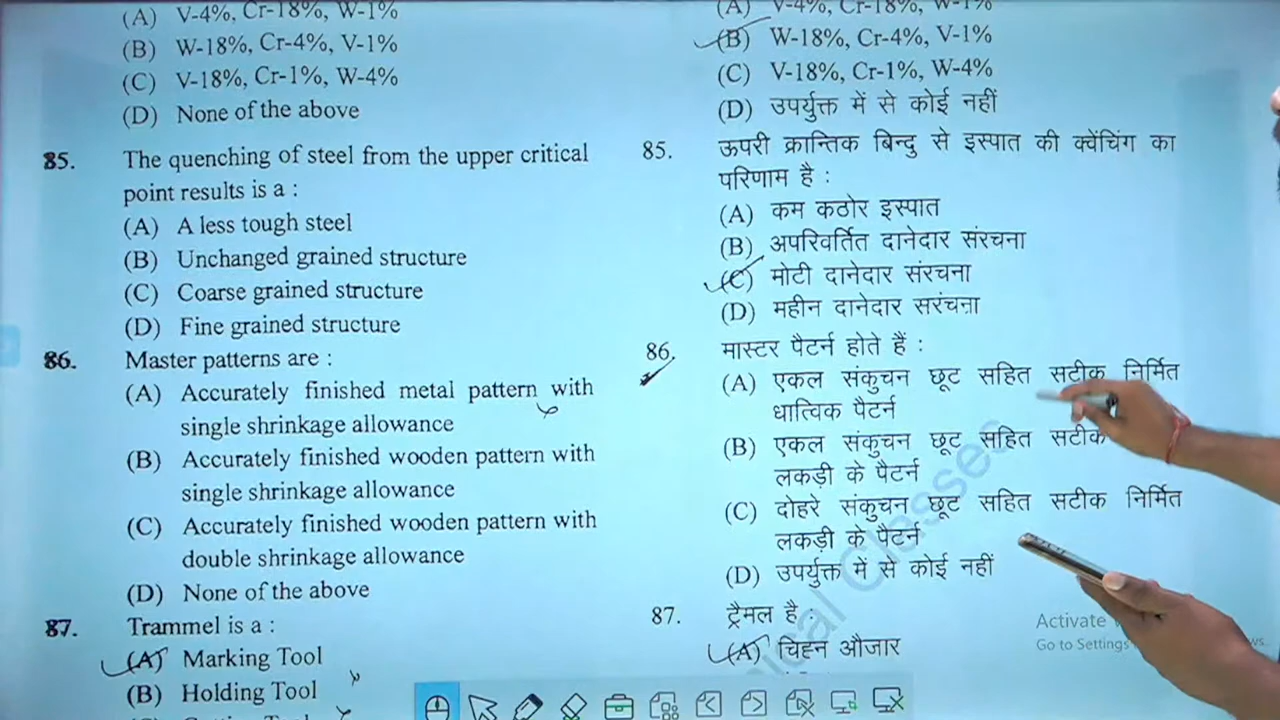 (A) V-4%, Cr-18%, W-1%
(B) W-18%, Cr-4%, V-1%
(C) V-18%, Cr-1%, W-4%
(D) None of the above
85. The quenching of steel from the upper critical
point results is a :
(A) A less tough steel
(B) Unchanged grained structure
(C) Coarse grained structure
(D) Fine grained structure
86. Master patterns are :
(A) Accurately finished metal pattern with
single shrinkage allowance
(B) Accurately finished wooden pattern with
single shrinkage allowance
(C) Accurately finished wooden pattern with
double shrinkage allowance
(D) None of the above
87. Trammel is a :
(A) Marking Tool
(B) Holding Tool
(A) V-4%, Cr-18%, W-1%
(B) W-18%, Cr-4%, V-1%
(C) V-18%, Cr-1%, W-4%
(D) उपर्युक्त में से कोई नहीं
85. ऊपरी क्रान्तिक बिन्दु से इस्पात की क्वेंचिंग का
परिणाम है :
(A) कम कठोर इस्पात
(B) अपरिवर्तित दानेदार संरचना
(C) मोटी दानेदार संरचना
(D) महीन दानेदार सरंचना
86. मास्टर पैटर्न होते हैं :
(A) एकल संकुचन छूट सहित सटीक निर्मित
धात्विक पैटर्न
(B) एकल संकुचन छूट सहित सटीक
लकड़ी के पैटर्न
(C) दोहरे संकुचन छूट सहित सटीक निर्मित
लकड़ी के पैटर्न
(D) उपर्युक्त में से कोई नहीं
87. ट्रैमल है :
(A) चिह्न औजार
Classes
Activate
Go to Settings